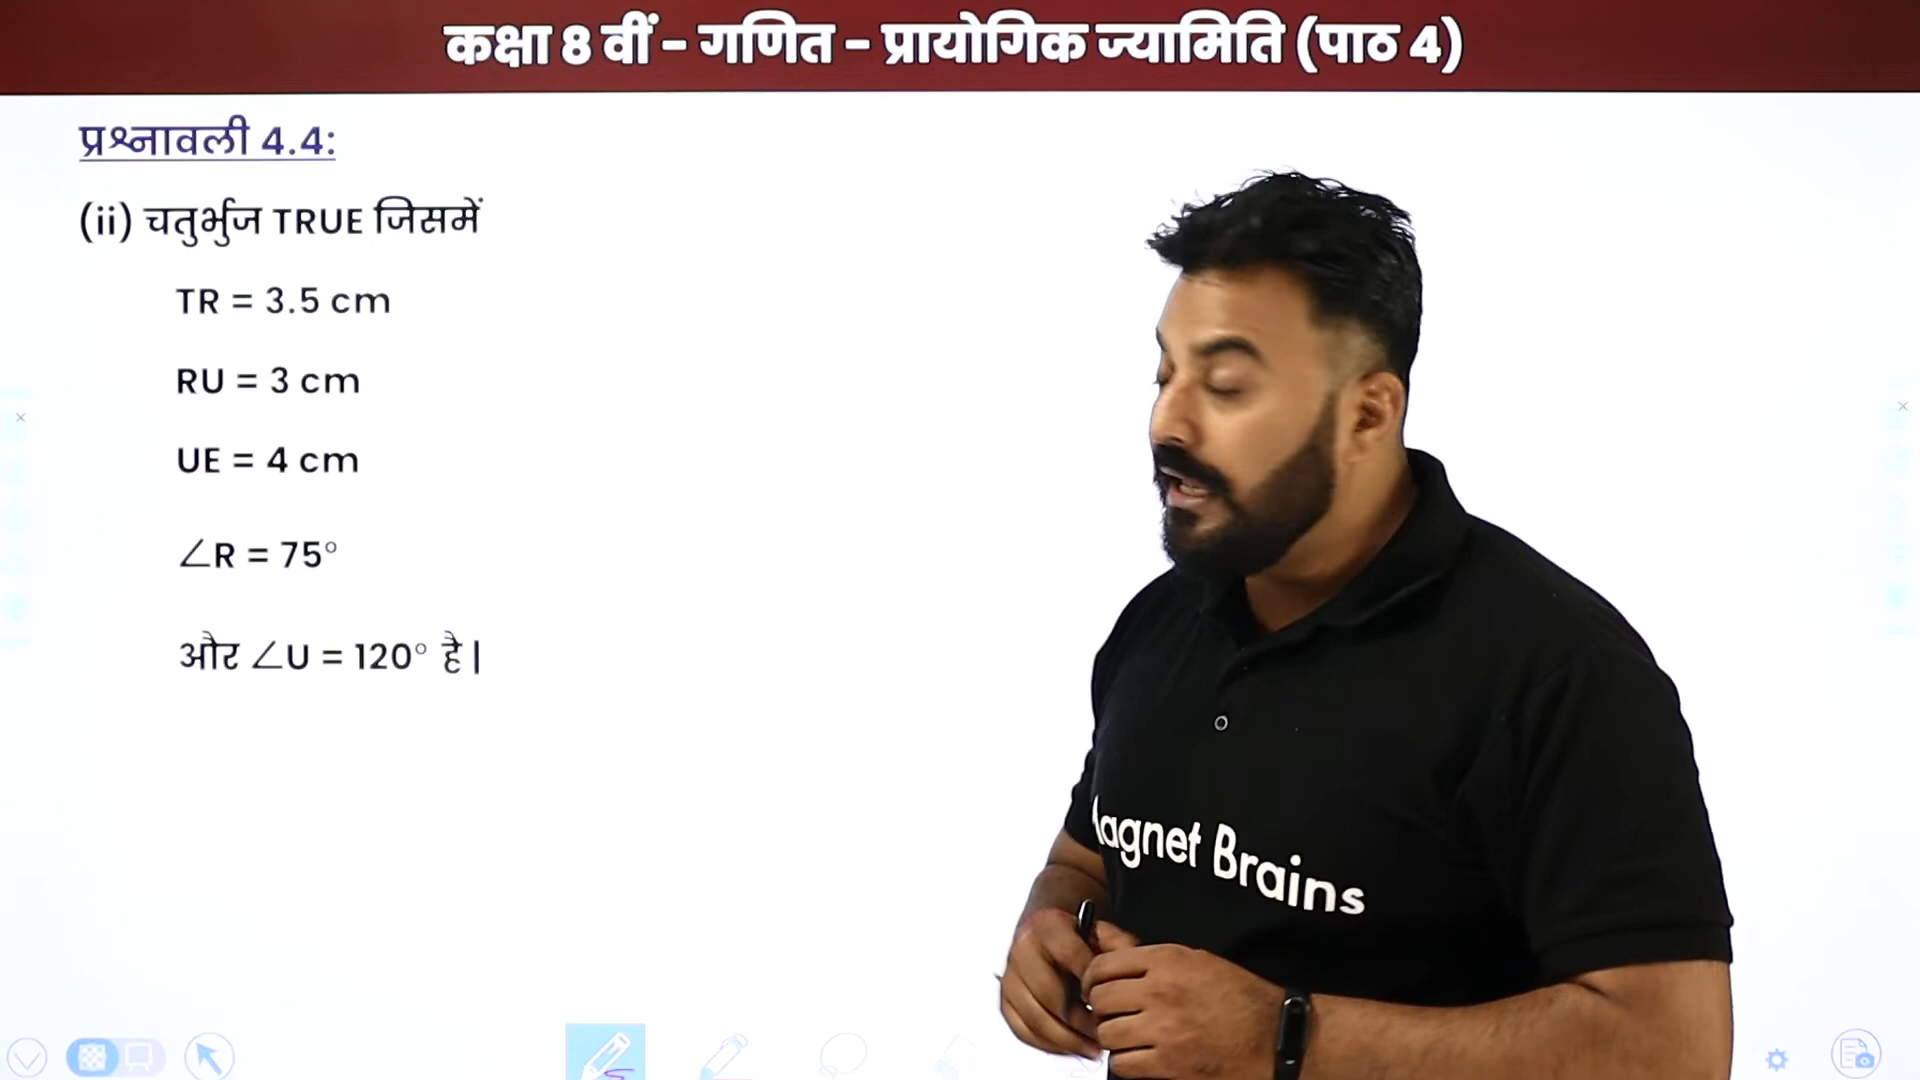 कक्षा 8 वीं - गणित - प्रायोगिक ज्यामिति (पाठ 4)
प्रश्नावली 4.4:
(ii) चतुर्भुज TRUE जिसमें
TR = 3.5 cm
RU = 3 cm
UE = 4 cm
∠R = 75°
और ∠U = 120° है |
agnet Brains